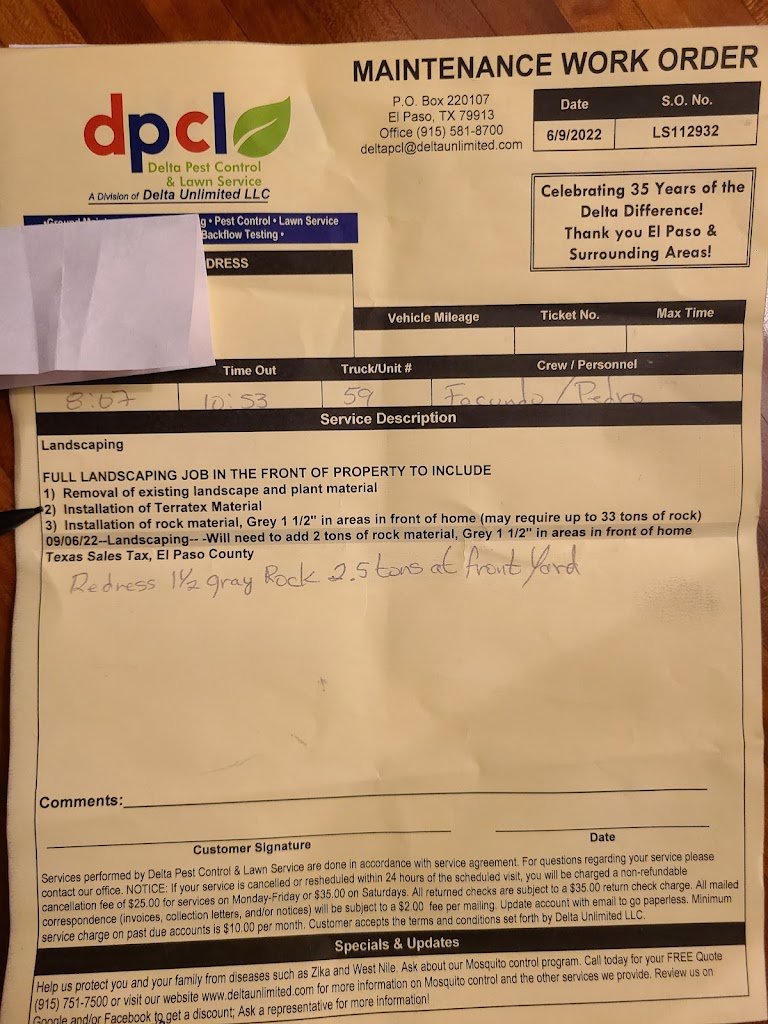 MAINTENANCE WORK ORDER
dpcl
Delta Pest Control
& Lawn Service
A Division of Delta Unlimited LLC
P.O. Box 220107
El Paso, TX 79913
Office (915) 581-8700
deltapcl@deltaunlimited.com
Date S.O. No.
6/9/2022 LS112932
Celebrating 35 Years of the
Delta Difference!
Thank you El Paso &
Surrounding Areas!
• Pest Control • Lawn Service
Backflow Testing •
DRESS
Vehicle Mileage Ticket No. Max Time
Time Out Truck/Unit # Crew / Personnel
8:07 10:53 59 Facundo / Pedro
Service Description
Landscaping
FULL LANDSCAPING JOB IN THE FRONT OF PROPERTY TO INCLUDE
1) Removal of existing landscape and plant material
2) Installation of Terratex Material
3) Installation of rock material, Grey 1 1/2" in areas in front of home (may require up to 33 tons of rock)
09/06/22--Landscaping-- -Will need to add 2 tons of rock material, Grey 1 1/2" in areas in front of home
Texas Sales Tax, El Paso County
Redress 1 1/2 gray Rock 2.5 tons at front Yard
Comments:
Customer Signature Date
Services performed by Delta Pest Control & Lawn Service are done in accordance with service agreement. For questions regarding your service please
contact our office. NOTICE: If your service is cancelled or resheduled within 24 hours of the scheduled visit, you will be charged a non-refundable
cancellation fee of $25.00 for services on Monday-Friday or $35.00 on Saturdays. All returned checks are subject to a $35.00 return check charge. All mailed
correspondence (invoices, collection letters, and/or notices) will be subject to a $2.00 fee per mailing. Update account with email to go paperless. Minimum
service charge on past due accounts is $10.00 per month. Customer accepts the terms and conditions set forth by Delta Unlimited LLC.
Specials & Updates
Help us protect you and your family from diseases such as Zika and West Nile. Ask about our Mosquito control program. Call today for your FREE Quote
(915) 751-7500 or visit our website www.deltaunlimited.com for more information on Mosquito control and the other services we provide. Review us on
Google and/or Facebook to get a discount; Ask a representative for more information!